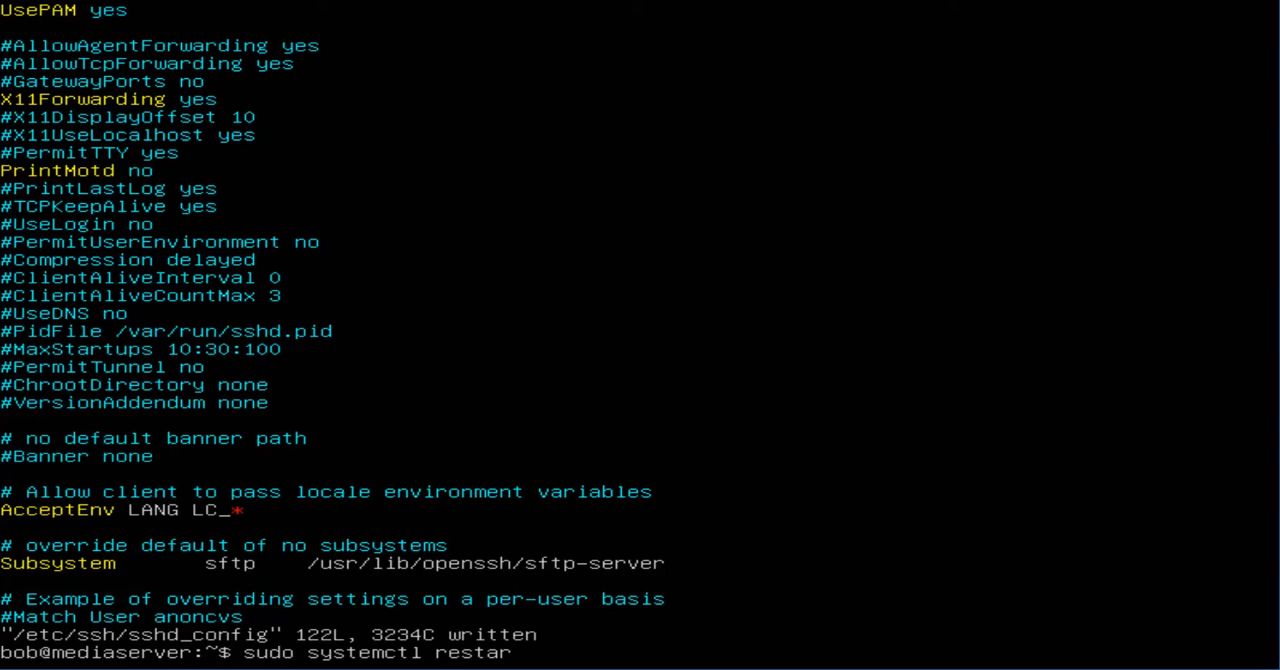 UsePAM yes
#AllowAgentForwarding yes
#AllowTcpForwarding yes
#GatewayPorts no
X11Forwarding yes
#X11DisplayOffset 10
#X11UseLocalhost yes
#PermitTTY yes
PrintMotd no
#PrintLastLog yes
#TCPKeepAlive yes
#UseLogin no
#PermitUserEnvironment no
#Compression delayed
#ClientAliveInterval 0
#ClientAliveCountMax 3
#UseDNS no
#PidFile /var/run/sshd.pid
#MaxStartups 10:30:100
#PermitTunnel no
#ChrootDirectory none
#VersionAddendum none
# no default banner path
#Banner none
# Allow client to pass locale environment variables
AcceptEnv LANG LC_*
# override default of no subsystems
Subsystem       sftp    /usr/lib/openssh/sftp-server
# Example of overriding settings on a per-user basis
#Match User anoncvs
"/etc/ssh/sshd_config" 122L, 3234C written
bob@mediaserver:~$ sudo systemctl restar